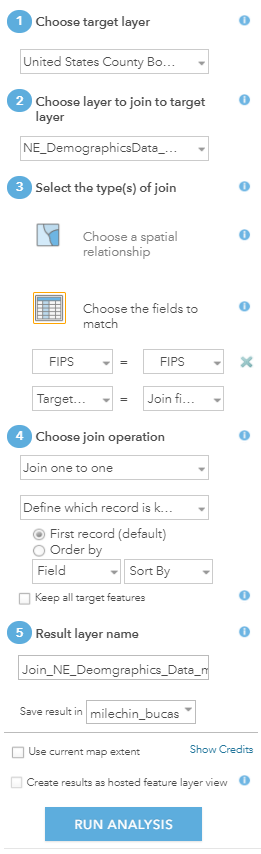 1 Choose target layer
United States County Bo...
2 Choose layer to join to target
layer
NE_DemographicsData_...
3 Select the type(s) of join
Choose a spatial
relationship
Choose the fields to
match
FIPS = FIPS
Target... = Join fi...
4 Choose join operation
Join one to one
Define which record is k...
First record (default)
Order by
Field Sort By
Keep all target features
5 Result layer name
Join_NE_Deomgraphics_Data_m
Save result in milechin_bucas
Use current map extent Show Credits
Create results as hosted feature layer view
RUN ANALYSIS